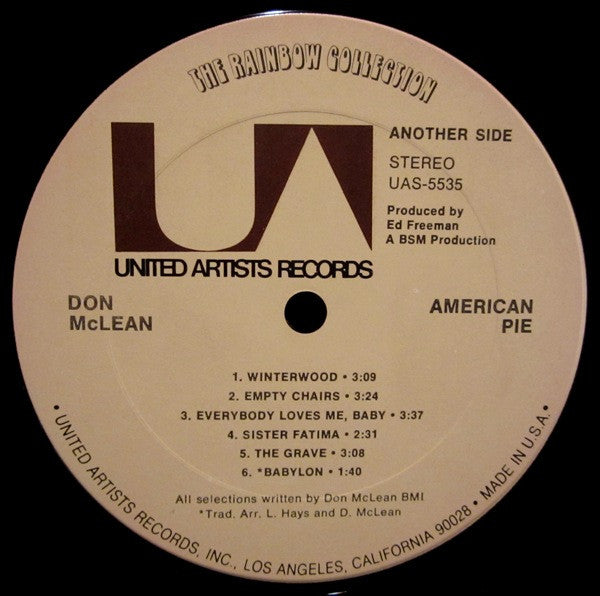 THE RAINBOW COLLECTION
UA
ANOTHER SIDE
STEREO
UAS-5535
Produced by
Ed Freeman
A BSM Production
UNITED ARTISTS RECORDS
DON
McLEAN
AMERICAN
PIE
1. WINTERWOOD • 3:09
2. EMPTY CHAIRS • 3:24
3. EVERYBODY LOVES ME, BABY • 3:37
4. SISTER FATIMA • 2:31
5. THE GRAVE • 3:08
6. *BABYLON • 1:40
All selections written by Don McLean BMI
*Trad. Arr. L. Hays and D. McLean
• UNITED ARTISTS RECORDS, INC., LOS ANGELES, CALIFORNIA 90028 • MADE IN U.S.A. •